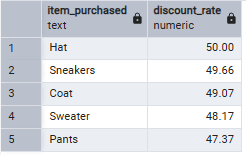 item_purchased discount_rate
text numeric
1 Hat 50.00
2 Sneakers 49.66
3 Coat 49.07
4 Sweater 48.17
5 Pants 47.37